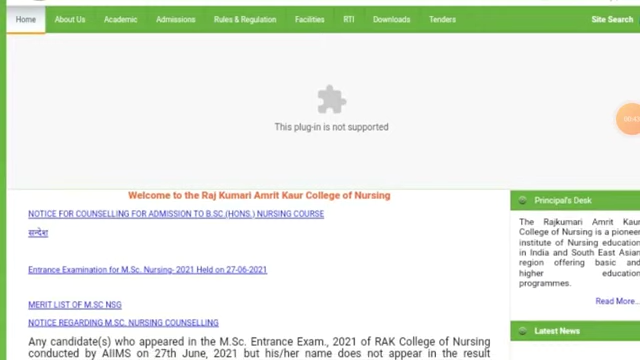 Home About Us Academic Admissions Rules & Regulation Facilities RTI Downloads Tenders Site Search
This plug-in is not supported
Welcome to the Raj Kumari Amrit Kaur College of Nursing
NOTICE FOR COUNSELLING FOR ADMISSION TO B.SC (HONS.) NURSING COURSE
सन्देश
Entrance Examination for M.Sc. Nursing- 2021 Held on 27-06-2021
MERIT LIST OF M.SC NSG
NOTICE REGARDING M.SC. NURSING COUNSELLING
Any candidate(s) who appeared in the M.Sc. Entrance Exam., 2021 of RAK College of Nursing
conducted by AIIMS on 27th June, 2021 but his/her name does not appear in the result
Principal's Desk
The Rajkumari Amrit Kaur
College of Nursing is a pioneer
institute of Nursing education
in India and South East Asian
region offering basic and
higher education
programmes.
Read More..
Latest News